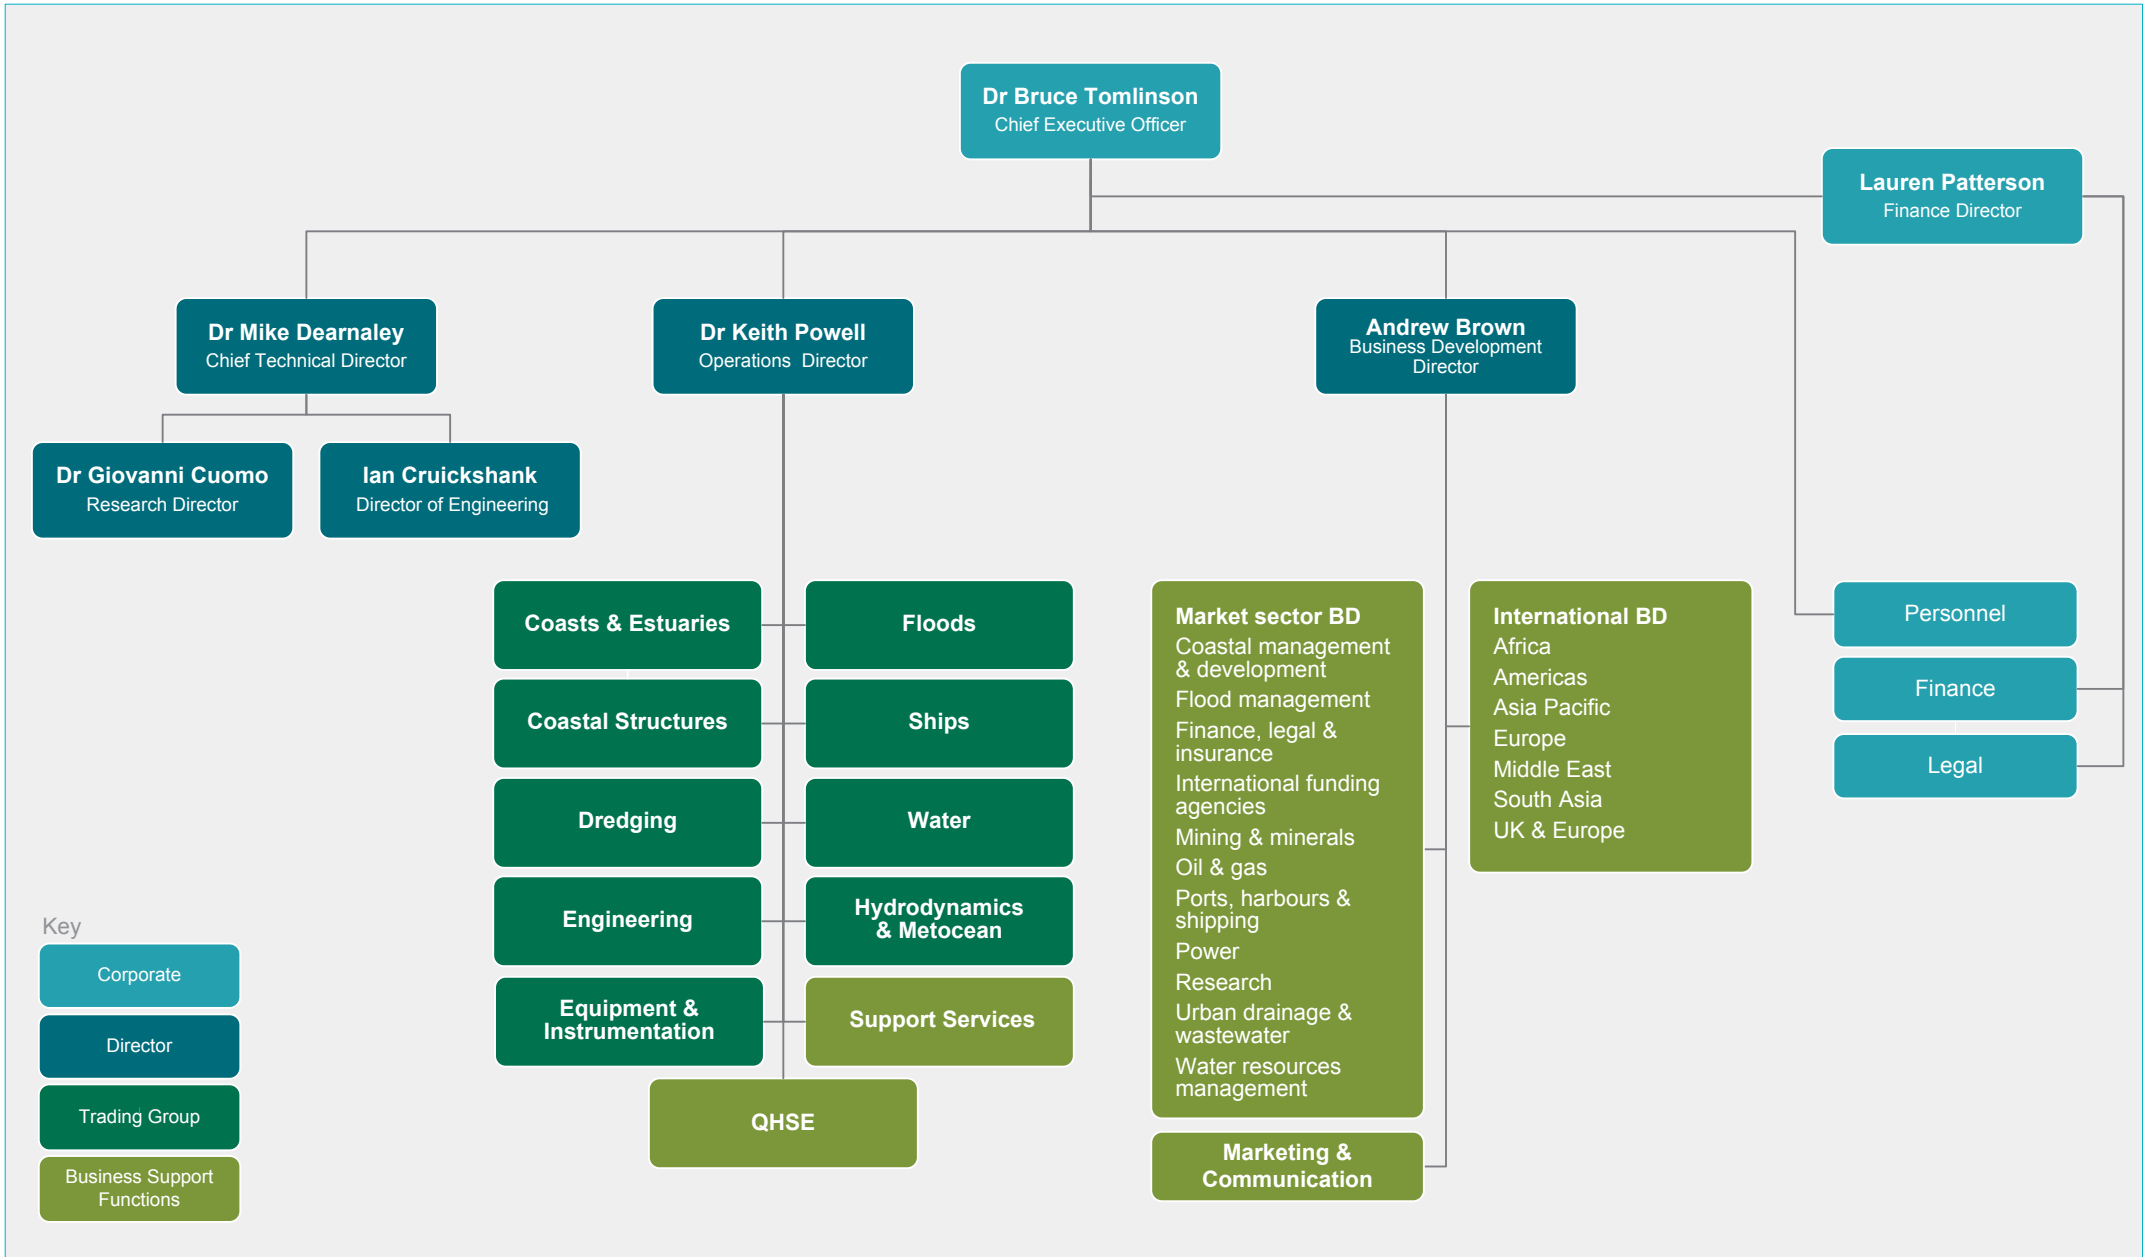 Dr Bruce Tomlinson
Chief Executive Officer
Lauren Patterson
Finance Director
Dr Mike Dearnaley
Chief Technical Director
Dr Keith Powell
Operations  Director
Andrew Brown
Business Development
Director
Dr Giovanni Cuomo
Research Director
Ian Cruickshank
Director of Engineering
Coasts & Estuaries
Floods
Coastal Structures
Ships
Dredging
Water
Engineering
Hydrodynamics
& Metocean
Equipment &
Instrumentation
Support Services
QHSE
Market sector BD
Coastal management
& development
Flood management
Finance, legal &
insurance
International funding
agencies
Mining & minerals
Oil & gas
Ports, harbours &
shipping
Power
Research
Urban drainage &
wastewater
Water resources
management
Marketing &
Communication
International BD
Africa
Americas
Asia Pacific
Europe
Middle East
South Asia
UK & Europe
Personnel
Finance
Legal
Key
Corporate
Director
Trading Group
Business Support
Functions